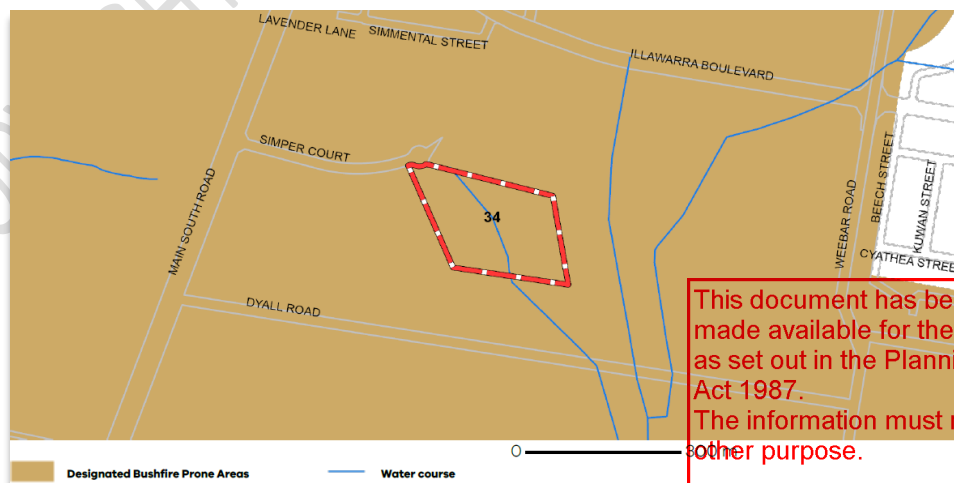 LAVENDER LANE
SIMMENTAL STREET
ILLAWARRA BOULEVARD
SIMPER COURT
BEECH STREET
KUWAN STREET
MAIN SOUTH ROAD
34
WEEBAR ROAD
CYATHEA STREE
DYALL ROAD
This document has be
made available for the
as set out in the Planni
Act 1987.
The information must
other purpose.
0
Designated Bushfire Prone Areas
Water course